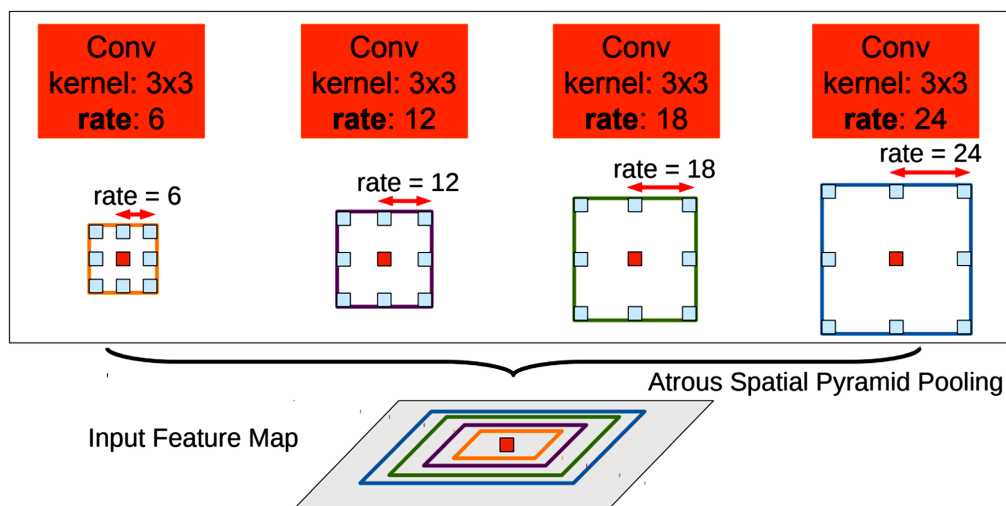 Conv
kernel: 3x3
rate: 6
Conv
kernel: 3x3
rate: 12
Conv
kernel: 3x3
rate: 18
Conv
kernel: 3x3
rate: 24
rate = 6
rate = 12
rate = 18
rate = 24
Atrous Spatial Pyramid Pooling
Input Feature Map